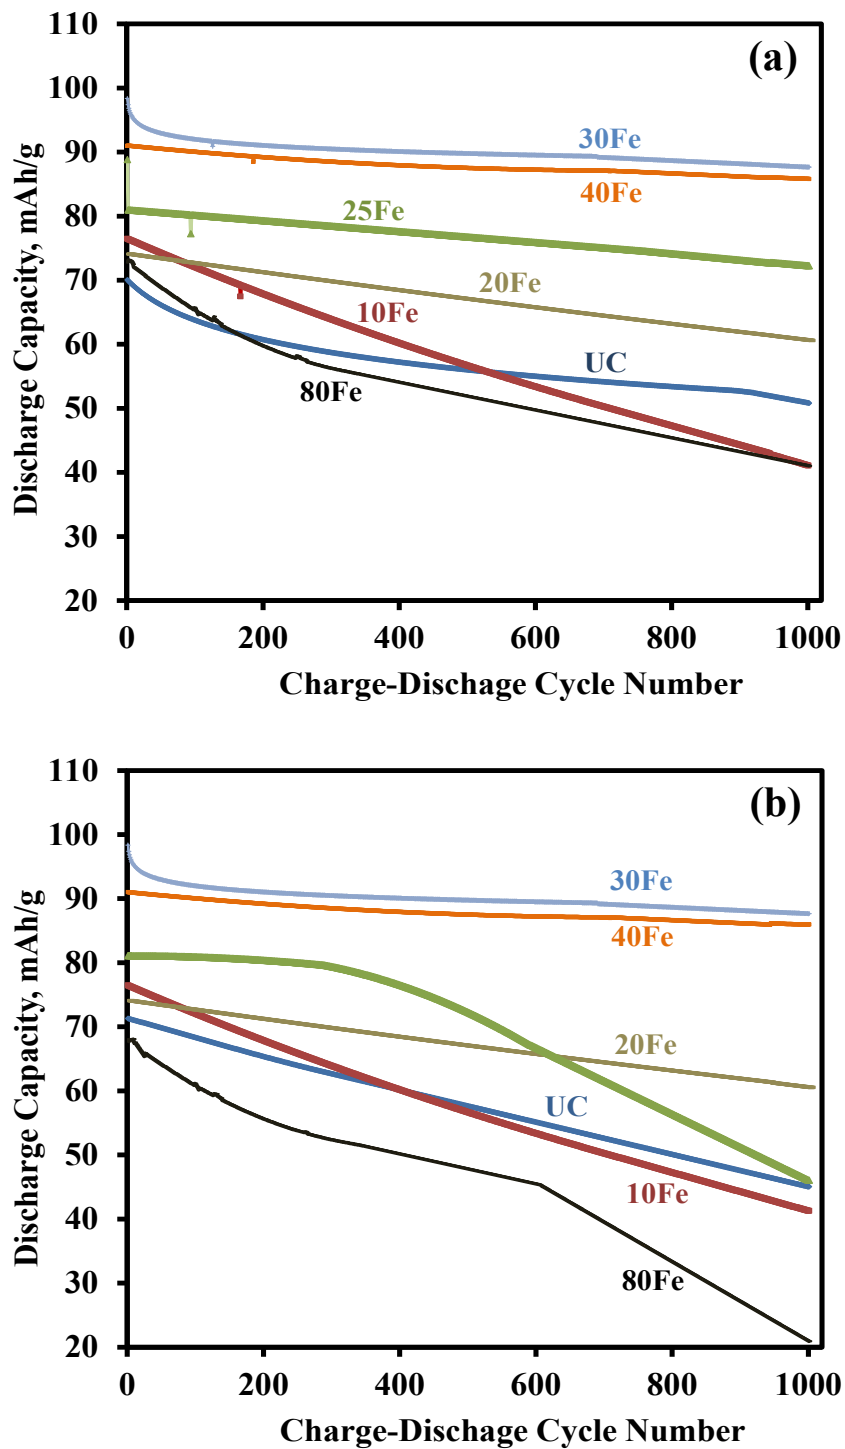 (a)
110
100
90
80
70
60
50
40
30
20
Discharge Capacity, mAh/g
30Fe
40Fe
25Fe
20Fe
10Fe
UC
80Fe
0 200 400 600 800 1000
Charge-Dischage Cycle Number
(b)
110
100
90
80
70
60
50
40
30
20
Discharge Capacity, mAh/g
30Fe
40Fe
20Fe
UC
10Fe
80Fe
0 200 400 600 800 1000
Charge-Dischage Cycle Number